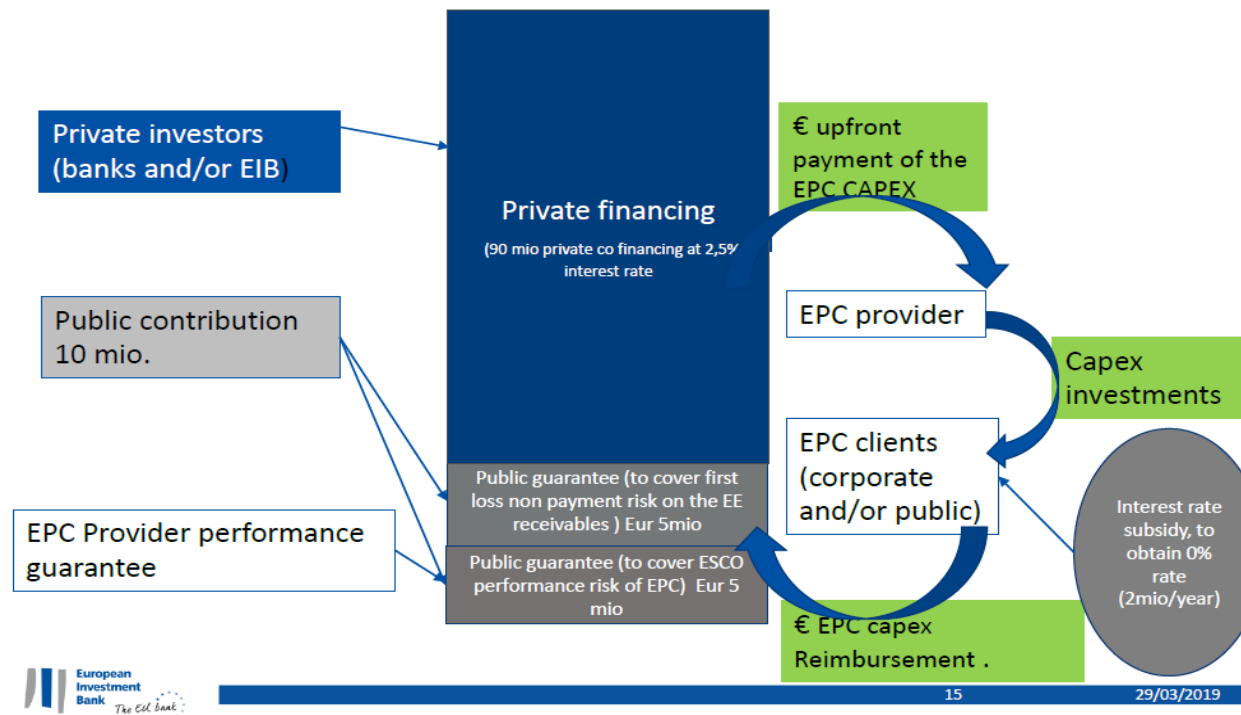 Private investors
(banks and/or EIB)
Public contribution
10 mio.
EPC Provider performance
guarantee
Private financing
(90 mio private co financing at 2,5%
interest rate
Public guarantee (to cover first
loss non payment risk on the EE
receivables ) Eur 5mio
Public guarantee (to cover ESCO
performance risk of EPC) Eur 5
mio
€ upfront
payment of the
EPC CAPEX
EPC provider
Capex
investments
EPC clients
(corporate
and/or public)
Interest rate
subsidy, to
obtain 0%
rate
(2mio/year)
€ EPC capex
Reimbursement .
European
Investment
Bank
The EU bank
15
29/03/2019